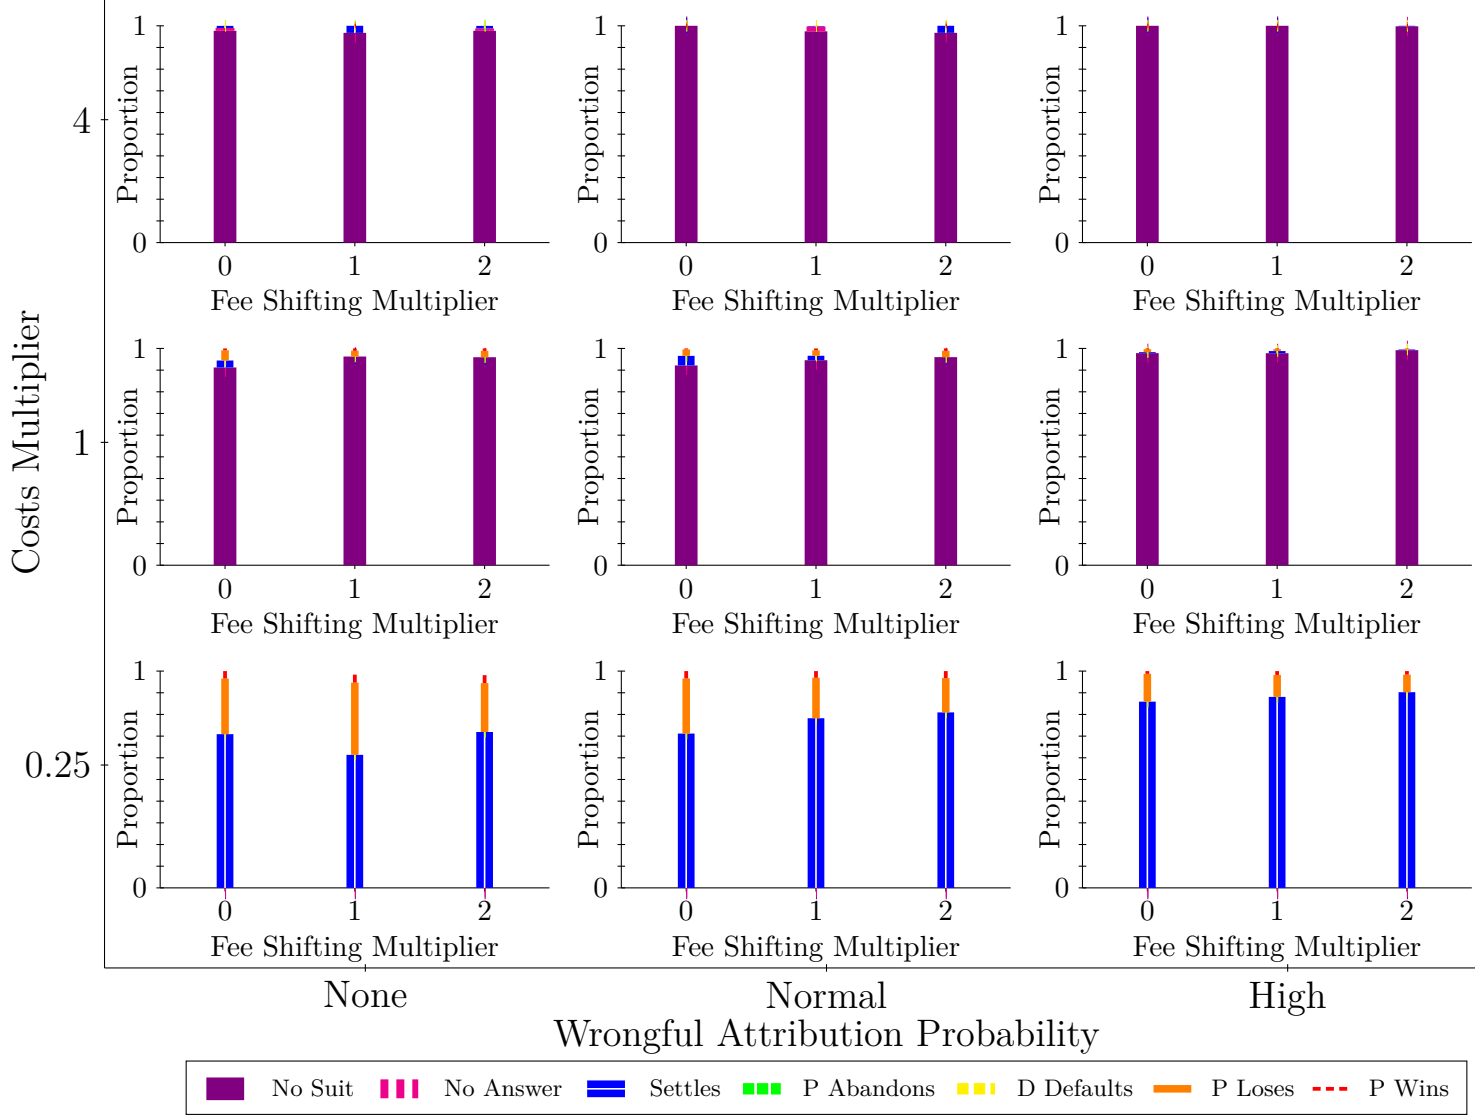 Costs Multiplier
4
1
0.25
Proportion
1
0
0 1 2
Fee Shifting Multiplier
Proportion
1
0
0 1 2
Fee Shifting Multiplier
Proportion
1
0
0 1 2
Fee Shifting Multiplier
Proportion
1
0
0 1 2
Fee Shifting Multiplier
Proportion
1
0
0 1 2
Fee Shifting Multiplier
Proportion
1
0
0 1 2
Fee Shifting Multiplier
Proportion
1
0
0 1 2
Fee Shifting Multiplier
Proportion
1
0
0 1 2
Fee Shifting Multiplier
Proportion
1
0
0 1 2
Fee Shifting Multiplier
None Normal High
Wrongful Attribution Probability
No Suit No Answer Settles P Abandons D Defaults P Loses P Wins